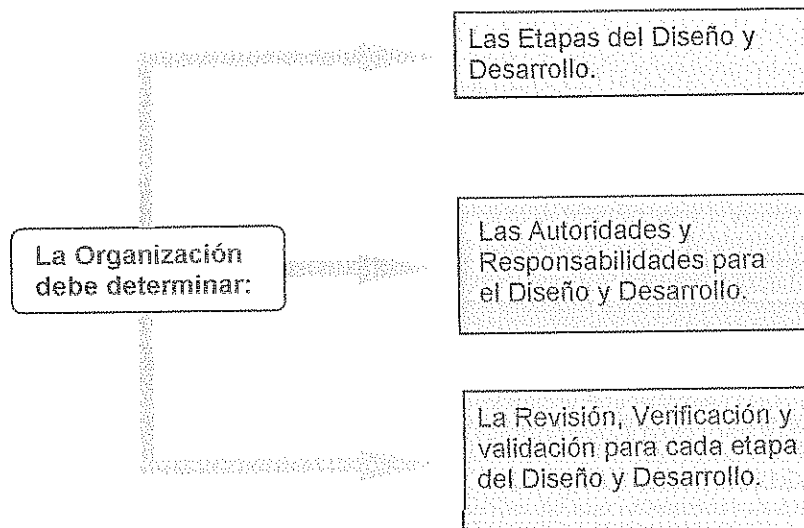 Las Etapas del Diseño y
Desarrollo.
La Organización
debe determinar:
Las Autoridades y
Responsabilidades para
el Diseño y Desarrollo.
La Revisión, Verificación y
validación para cada etapa
del Diseño y Desarrollo.